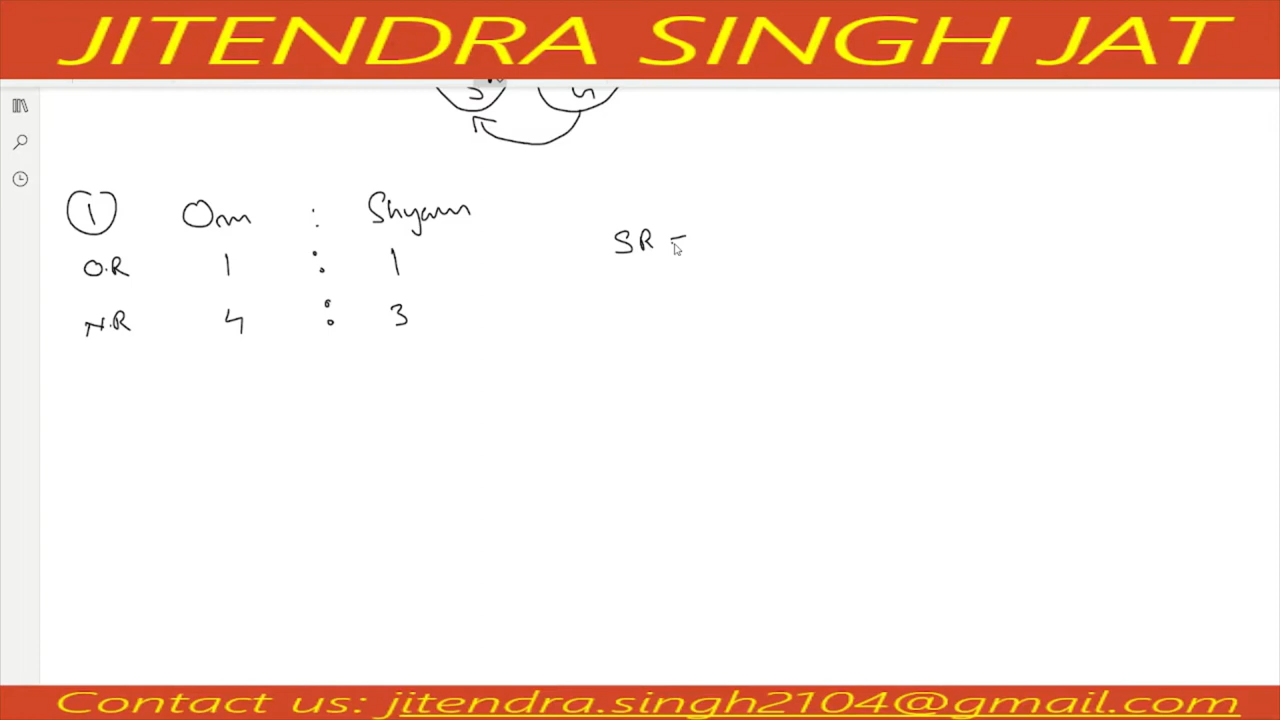 JITENDRA SINGH JAT
1 Om : Shyam
SR =
O.R 1 : 1
N.R 4 : 3
Contact us: jitendra.singh2104@gmail.com